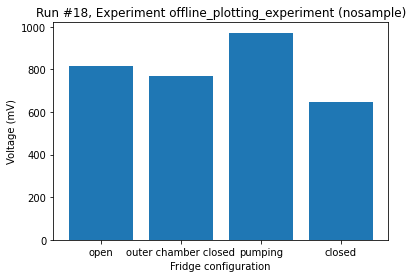 Run #18, Experiment offline_plotting_experiment (nosample)
1000
800
600
400
200
0
Voltage (mV)
open outer chamber closed pumping closed
Fridge configuration